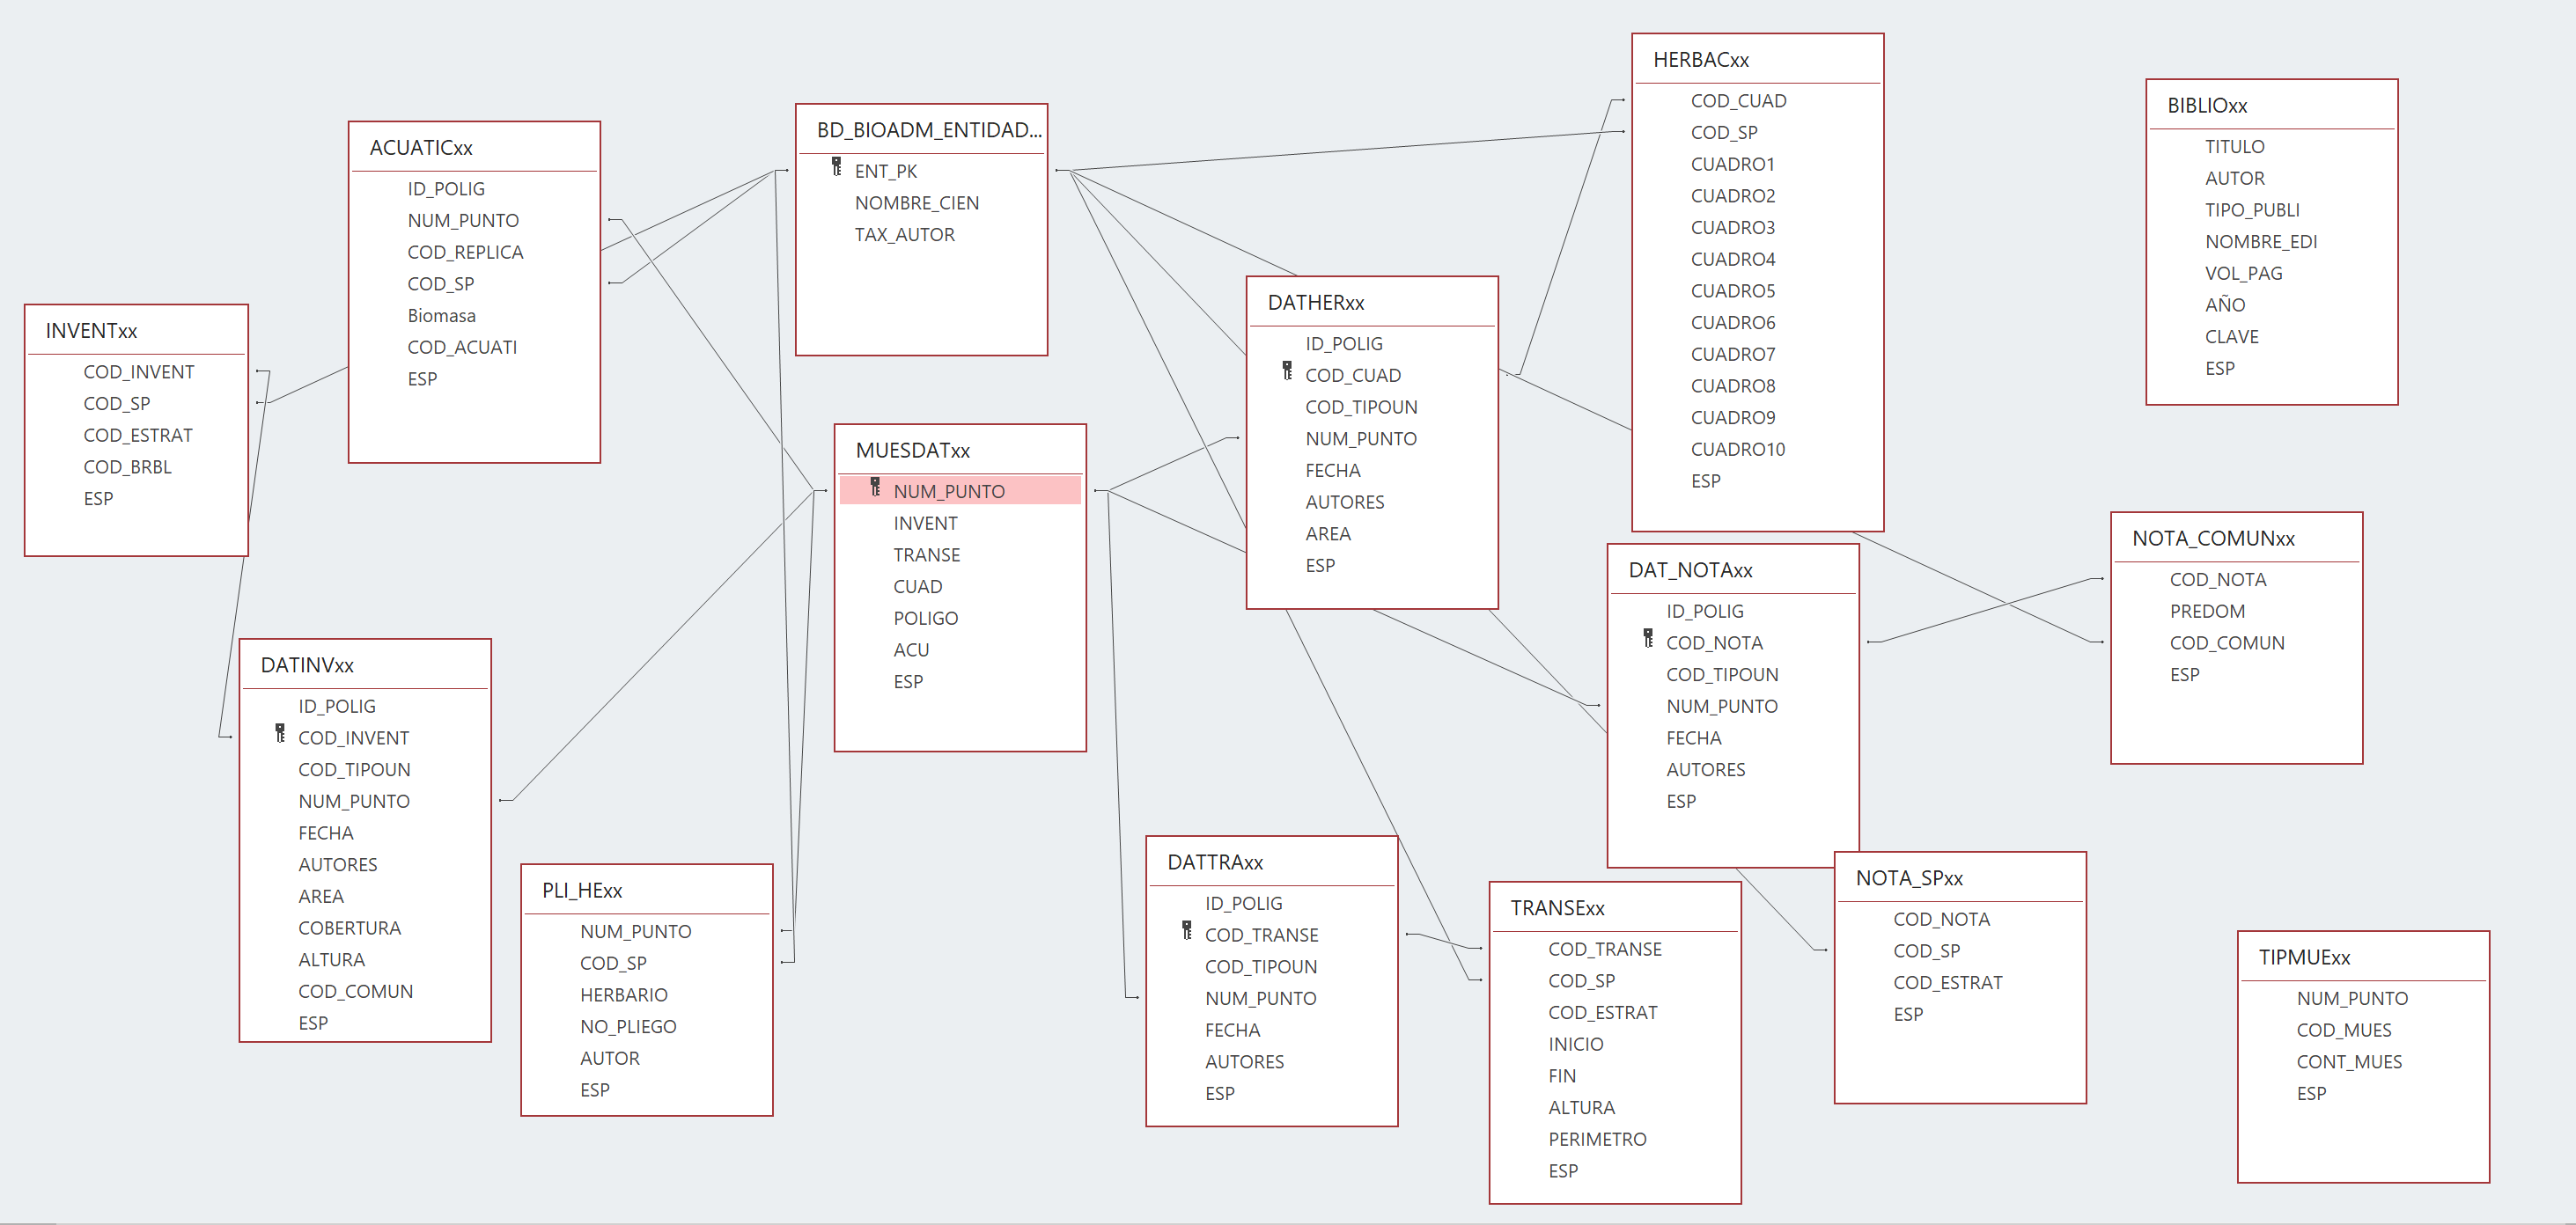 INVENTxx
COD_INVENT
COD_SP
COD_ESTRAT
COD_BRBL
ESP
ACUATICxx
ID_POLIG
NUM_PUNTO
COD_REPLICA
COD_SP
Biomasa
COD_ACUATI
ESP
BD_BIOADM_ENTIDAD...
ENT_PK
NOMBRE_CIEN
TAX_AUTOR
HERBACxx
COD_CUAD
COD_SP
CUADRO1
CUADRO2
CUADRO3
CUADRO4
CUADRO5
CUADRO6
CUADRO7
CUADRO8
CUADRO9
CUADRO10
ESP
BIBLIOxx
TITULO
AUTOR
TIPO_PUBLI
NOMBRE_EDI
VOL_PAG
AÑO
CLAVE
ESP
DATHERxx
ID_POLIG
COD_CUAD
COD_TIPOUN
NUM_PUNTO
FECHA
AUTORES
AREA
ESP
MUESDATxx
NUM_PUNTO
INVENT
TRANSE
CUAD
POLIGO
ACU
ESP
DAT_NOTAxx
ID_POLIG
COD_NOTA
COD_TIPOUN
NUM_PUNTO
FECHA
AUTORES
ESP
NOTA_COMUNxx
COD_NOTA
PREDOM
COD_COMUN
ESP
DATINVxx
ID_POLIG
COD_INVENT
COD_TIPOUN
NUM_PUNTO
FECHA
AUTORES
AREA
COBERTURA
ALTURA
COD_COMUN
ESP
PLI_HExx
NUM_PUNTO
COD_SP
HERBARIO
NO_PLIEGO
AUTOR
ESP
DATTRAxx
ID_POLIG
COD_TRANSE
COD_TIPOUN
NUM_PUNTO
FECHA
AUTORES
ESP
TRANSExx
COD_TRANSE
COD_SP
COD_ESTRAT
INICIO
FIN
ALTURA
PERIMETRO
ESP
NOTA_SPxx
COD_NOTA
COD_SP
COD_ESTRAT
ESP
TIPMUExx
NUM_PUNTO
COD_MUES
CONT_MUES
ESP